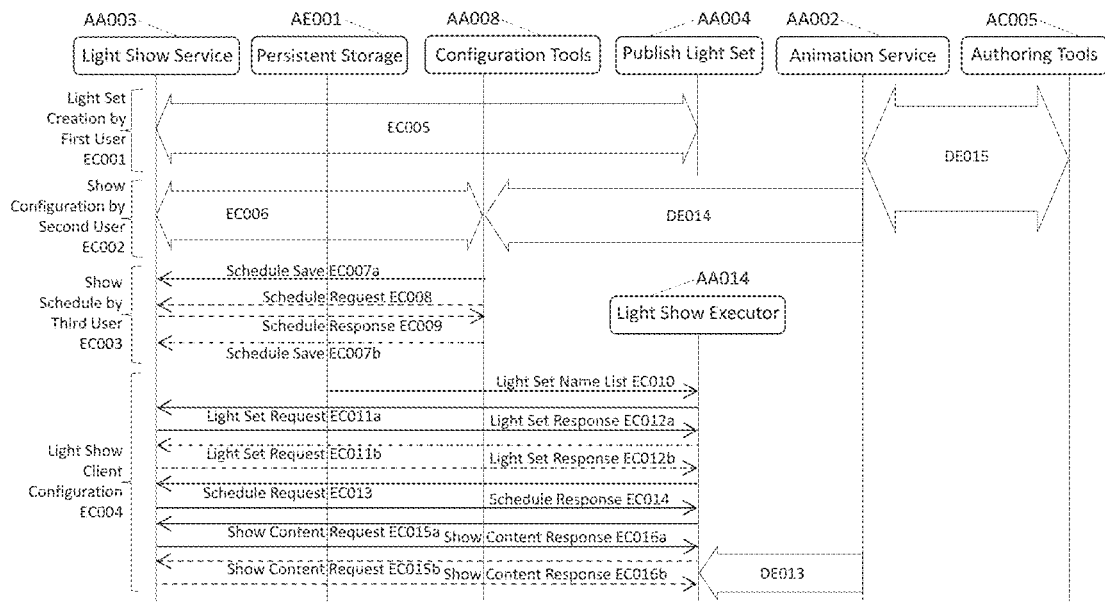 AA003 AE001 AA008 AA004 AA002 AC005
Light Show Service Persistent Storage Configuration Tools Publish Light Set Animation Service Authoring Tools
Light Set
Creation by
First User
EC001
EC005
DE015
Show
Configuration by
Second User
EC002
EC006
DE014
Show
Schedule by
Third User
EC003
Schedule Save EC007a
Schedule Request EC008
Schedule Response EC009
Schedule Save EC007b
AA014
Light Show Executor
Light Show
Client
Configuration
EC004
Light Set Name List EC010
Light Set Request EC011a
Light Set Response EC012a
Light Set Request EC011b
Light Set Response EC012b
Schedule Request EC013
Schedule Response EC014
Show Content Request EC015a
Show Content Response EC016a
Show Content Request EC015b
Show Content Response EC016b
DE013